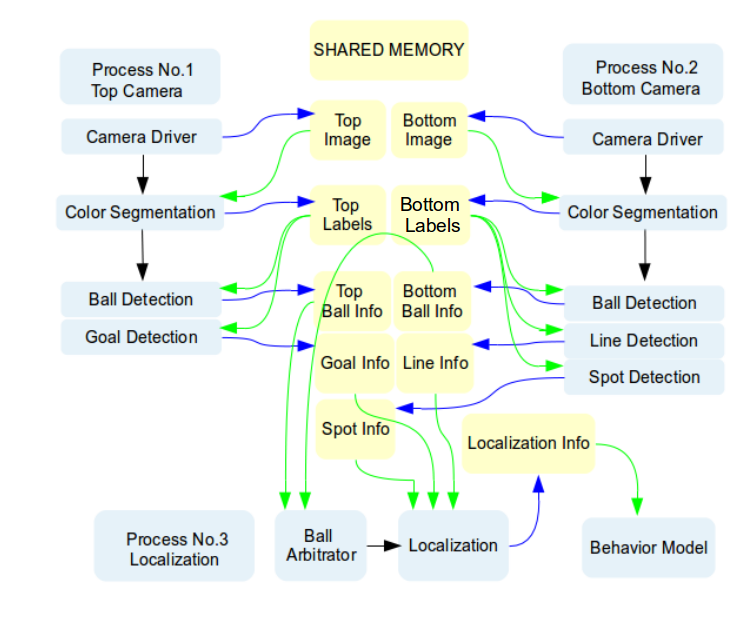 SHARED MEMORY
Process No.1
Top Camera
Process No.2
Bottom Camera
Camera Driver
Top
Image
Bottom
Image
Camera Driver
Color Segmentation
Top
Labels
Bottom
Labels
Color Segmentation
Ball Detection
Top
Ball Info
Bottom
Ball Info
Ball Detection
Goal Detection
Goal Info
Line Info
Line Detection
Spot Detection
Spot Info
Localization Info
Process No.3
Localization
Ball
Arbitrator
Localization
Behavior Model